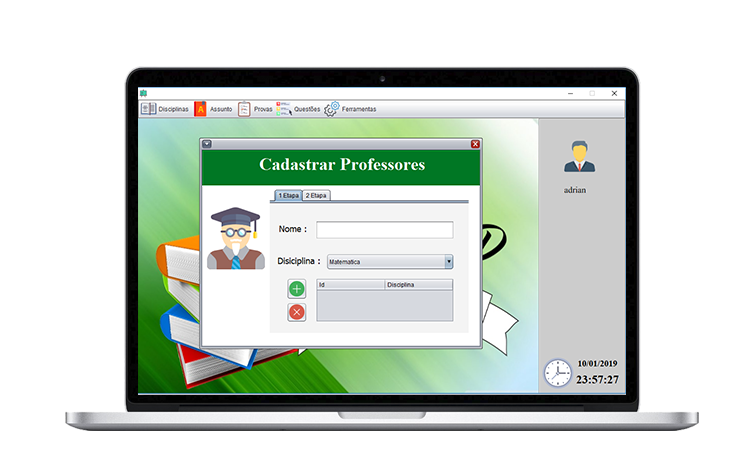 Disciplinas Assunto Provas Questões Ferramentas
Cadastrar Professores
1 Etapa 2 Etapa
Nome :
Disiciplina : Matematica
Id Disciplina
adrian
10/01/2019
23:57:27